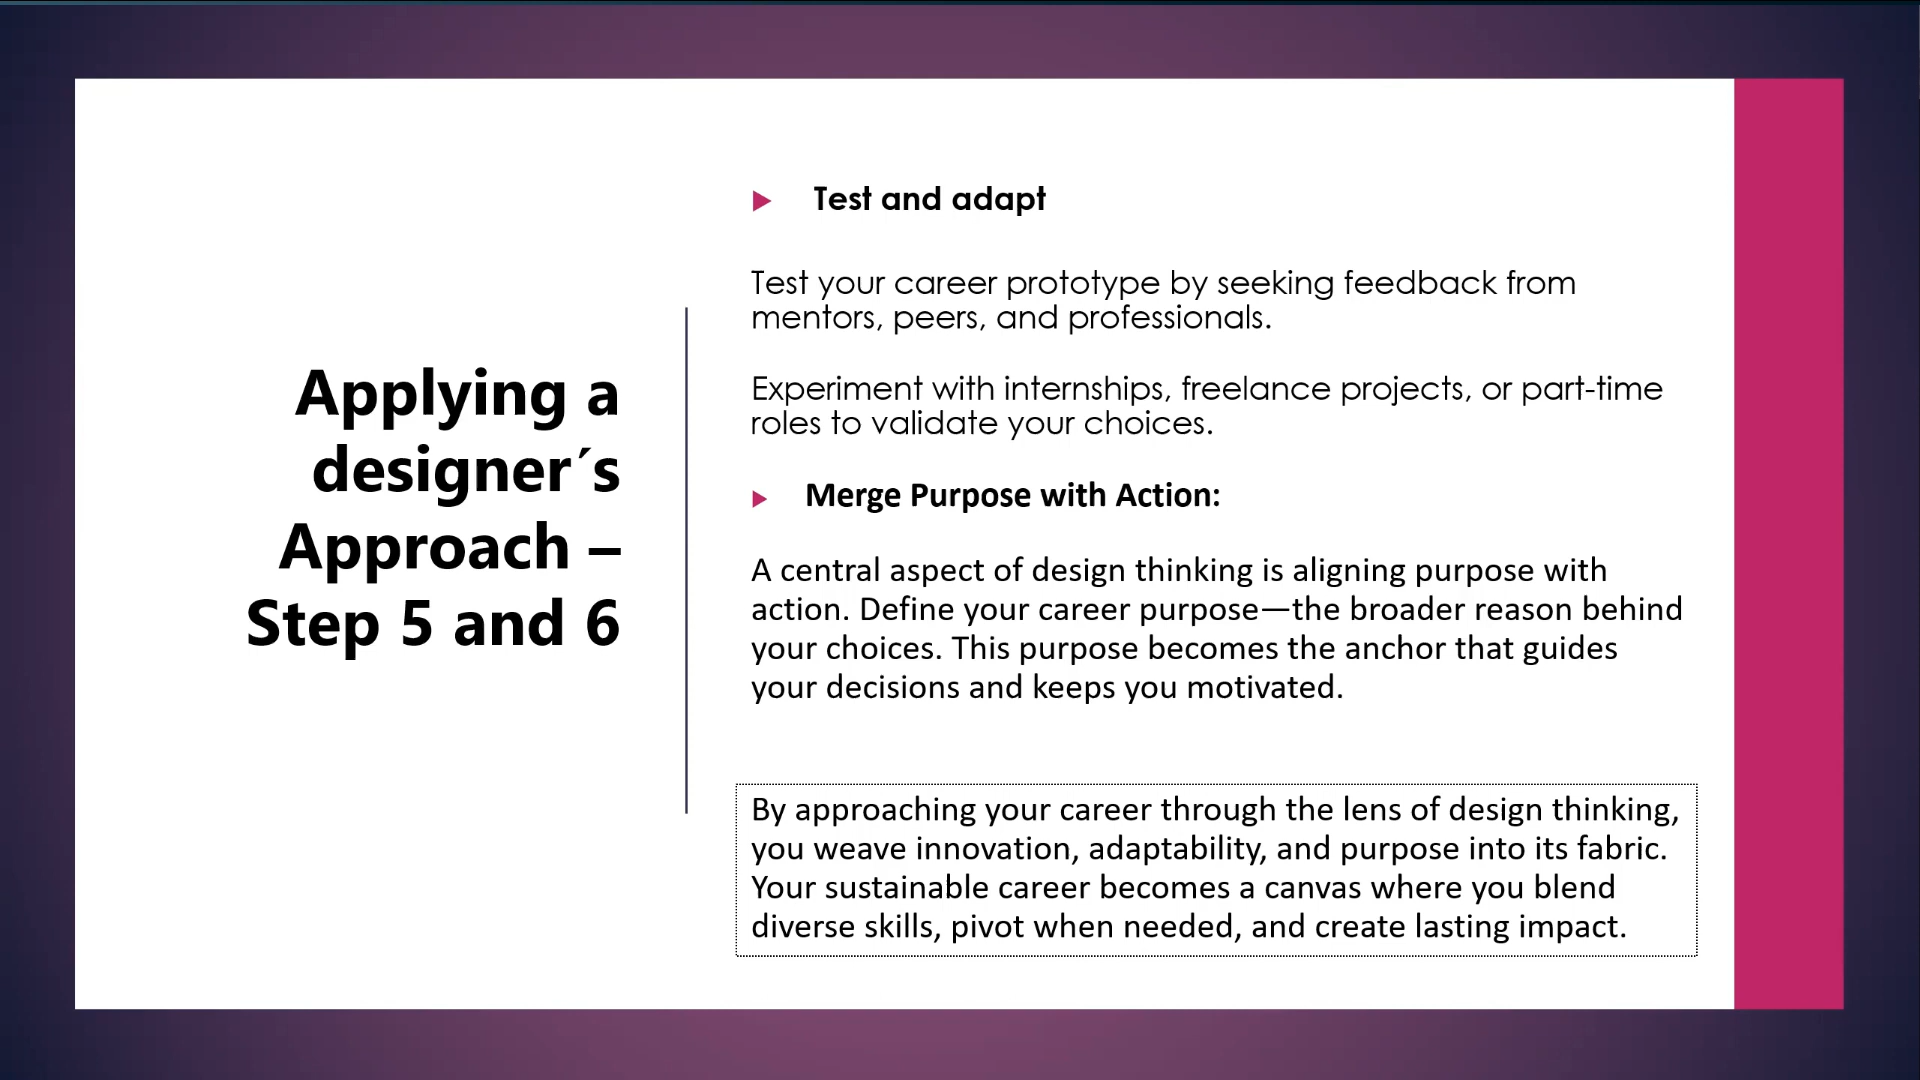 Applying a
designer´s
Approach –
Step 5 and 6
Test and adapt
Test your career prototype by seeking feedback from
mentors, peers, and professionals.
Experiment with internships, freelance projects, or part-time
roles to validate your choices.
Merge Purpose with Action:
A central aspect of design thinking is aligning purpose with
action. Define your career purpose—the broader reason behind
your choices. This purpose becomes the anchor that guides
your decisions and keeps you motivated.
By approaching your career through the lens of design thinking,
you weave innovation, adaptability, and purpose into its fabric.
Your sustainable career becomes a canvas where you blend
diverse skills, pivot when needed, and create lasting impact.